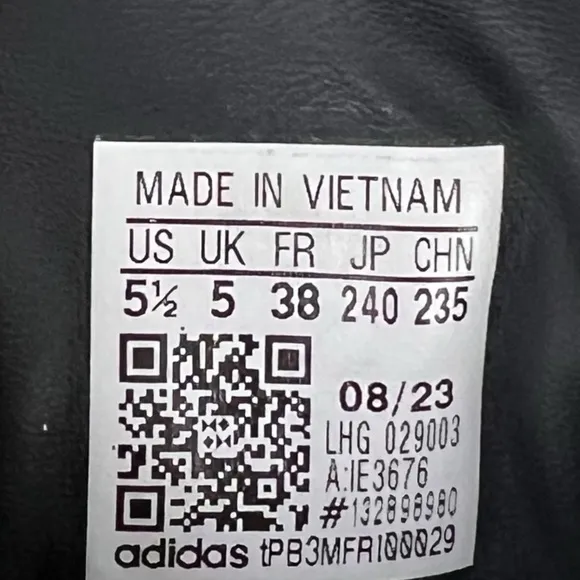 MADE IN VIETNAM
US UK FR JP CHN
5½ 5 38 240 235
08/23
LHG 029003
A:IE3676
#132898980
adidas tPB3MFRI00029